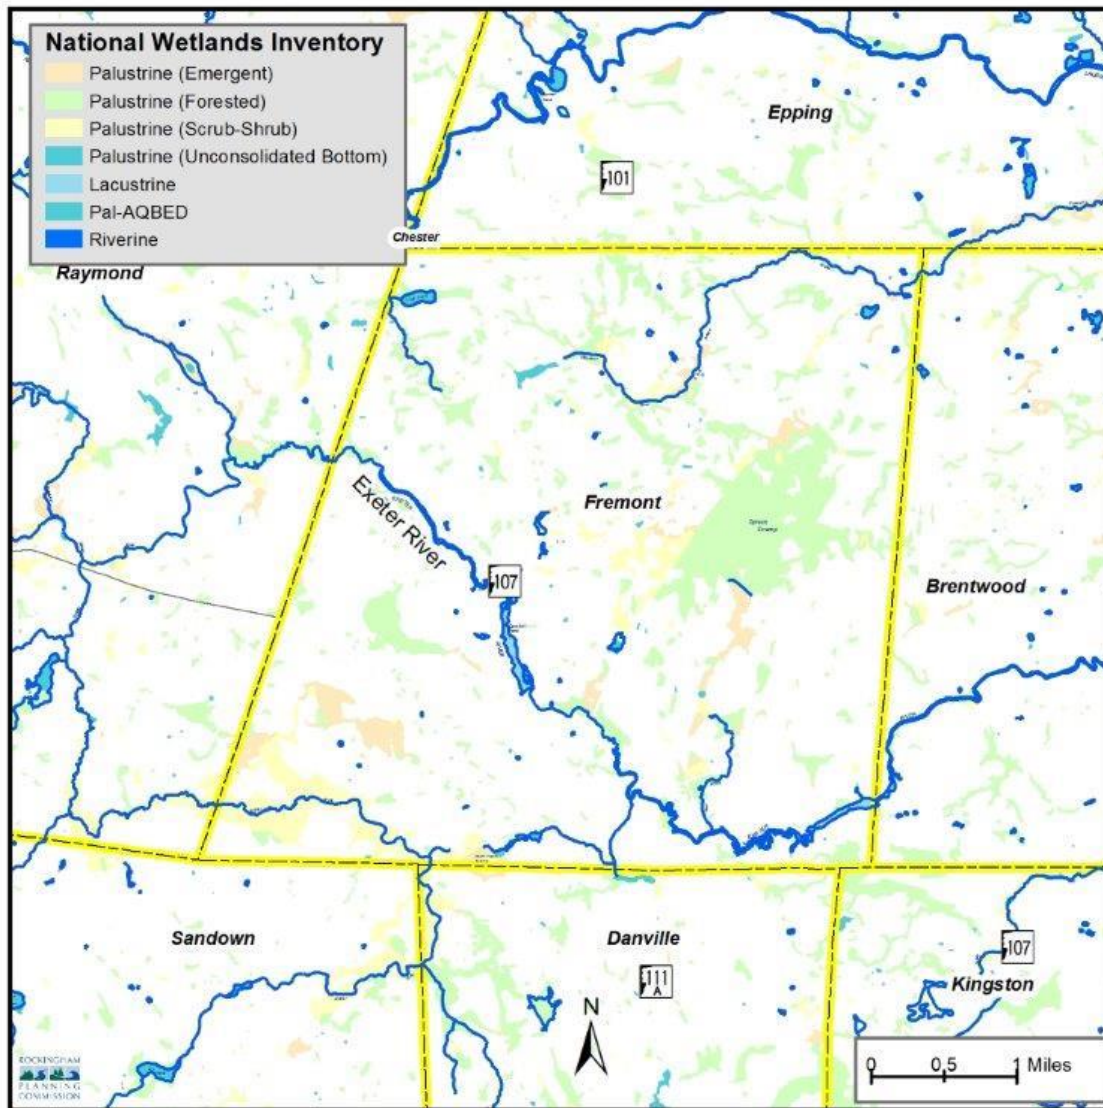 National Wetlands Inventory
Palustrine (Emergent)
Palustrine (Forested)
Palustrine (Scrub-Shrub)
Palustrine (Unconsolidated Bottom)
Lacustrine
Pal-AQBED
Riverine
Epping
101
Chester
Raymond
Exeter River
Fremont
Spruce
Swamp
107
Brentwood
Sandown
Danville
107
111
A
Kingston
N
0 0.5 1 Miles
ROCKINGHAM
PLANNING
COMMISSION